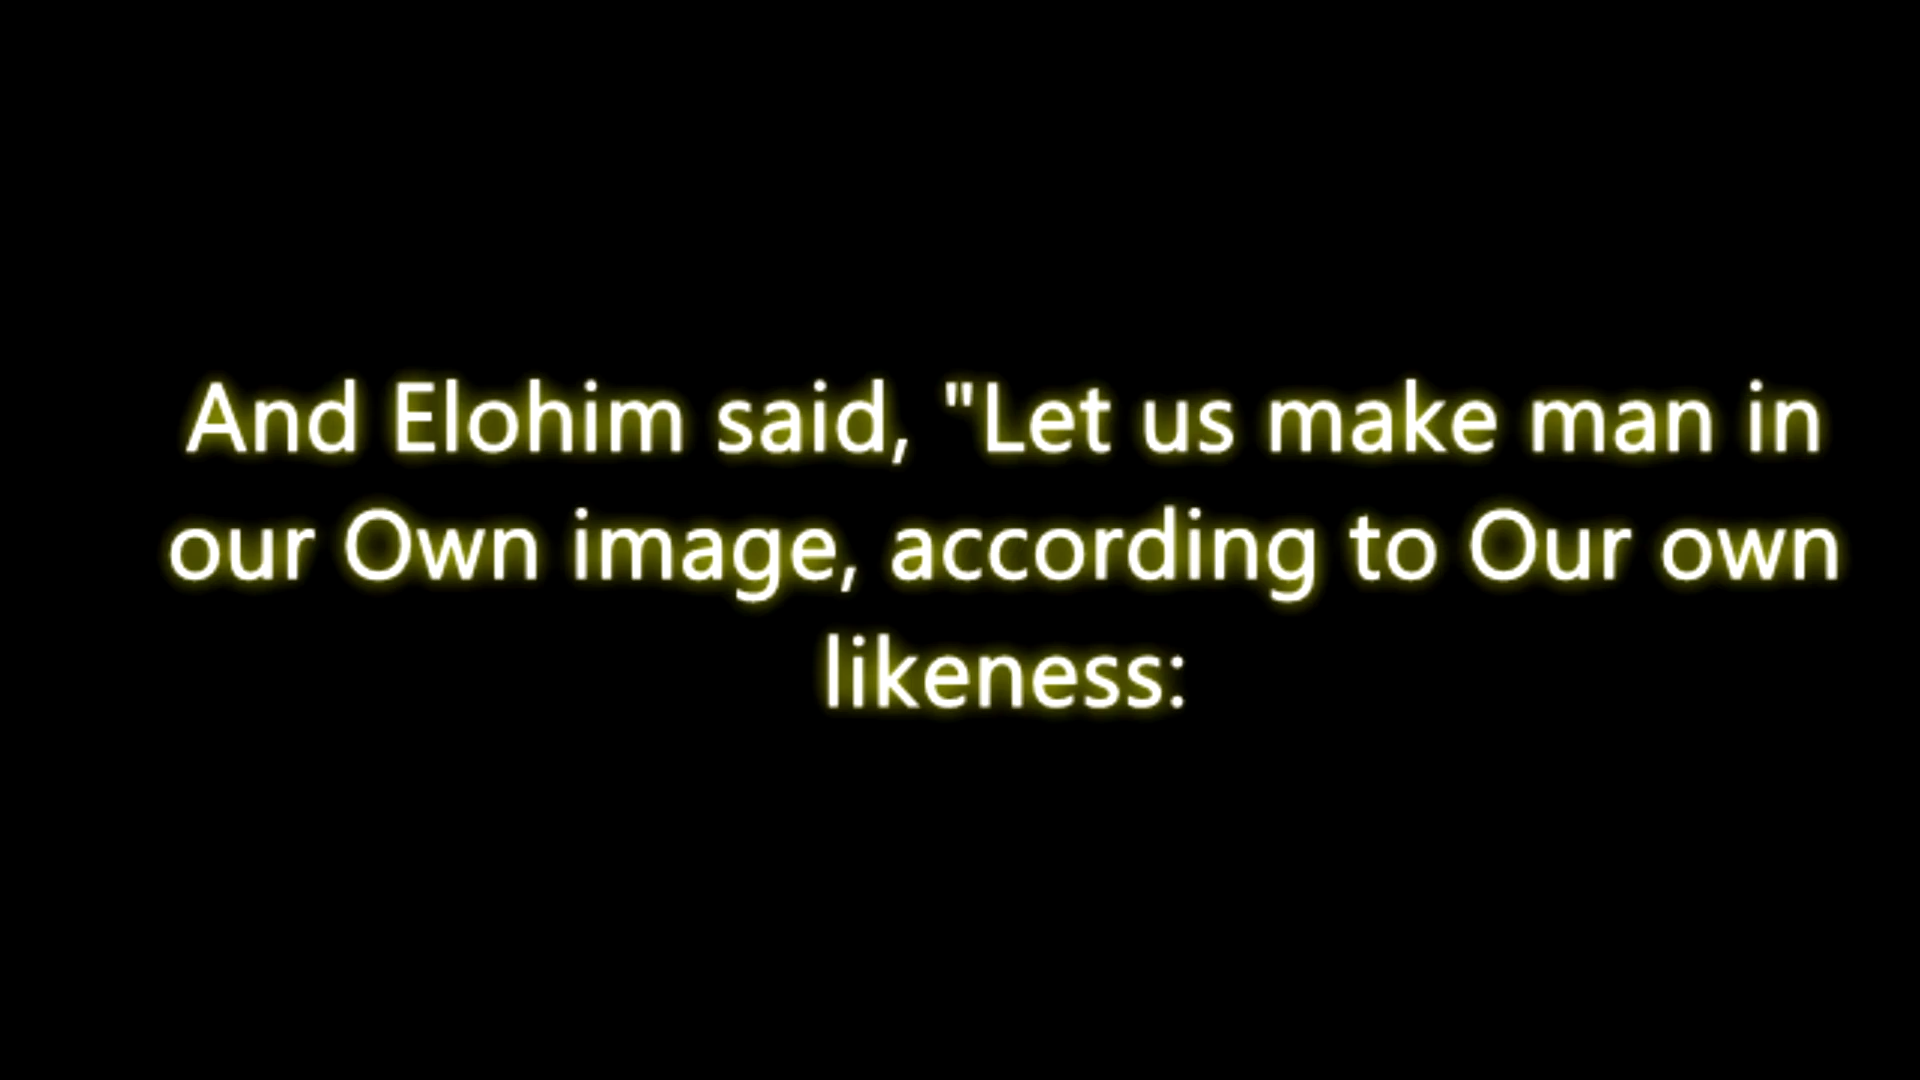 And Elohim said, "Let us make man in
our Own image, according to Our own
likeness: